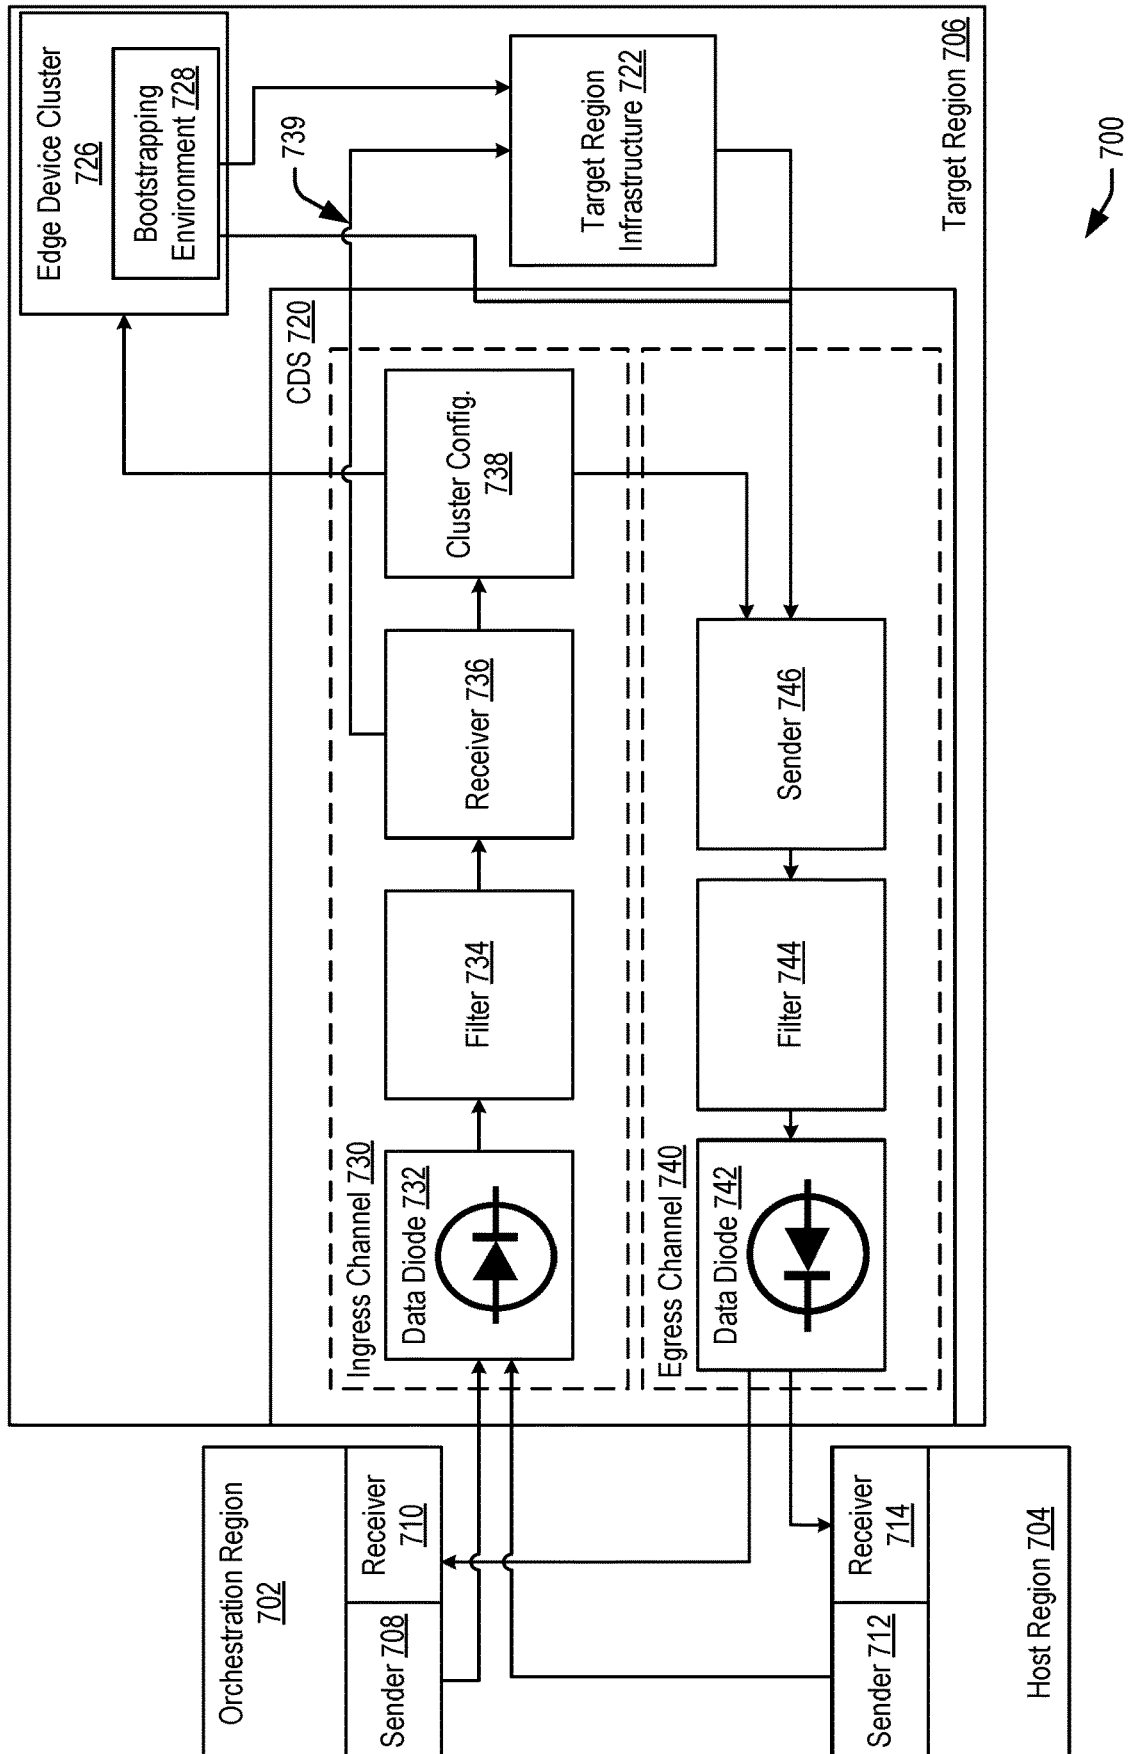 Orchestration Region
702
Sender 708
Receiver
710
Sender 712
Receiver
714
Host Region 704
Ingress Channel 730
Data Diode 732
Filter 734
Receiver 736
Cluster Config.
738
Egress Channel 740
Data Diode 742
Filter 744
Sender 746
CDS 720
Edge Device Cluster
726
Bootstrapping
Environment 728
739
Target Region
Infrastructure 722
Target Region 706
700